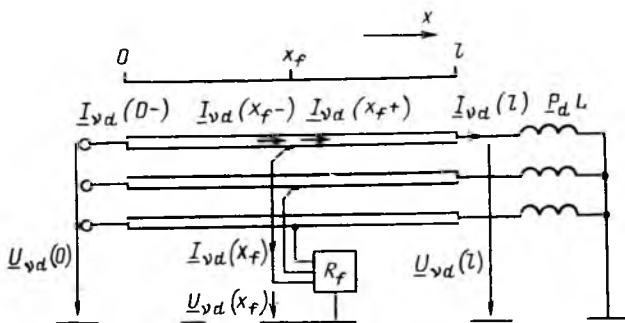 x
0 x_f l
I_νd(0-) I_νd(x_f-) I_νd(x_f+) I_νd(l) P_d L
U_νd(0) I_νd(x_f) R_f U_νd(l)
U_νd(x_f)